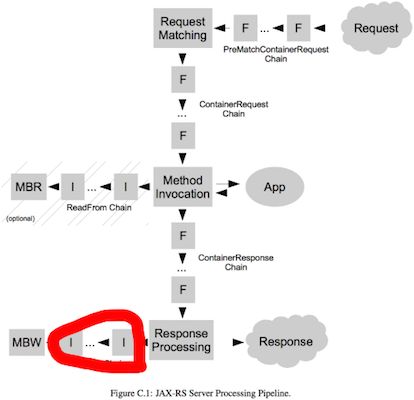 Request
Matching
F
...
F
Request
PreMatchContainerRequest
Chain
F
ContainerRequest
Chain
...
F
MBR
I
...
I
Method
Invocation
App
ReadFrom Chain
(optional)
F
ContainerResponse
Chain
...
F
MBW
I
...
I
Response
Processing
Response
Figure C.1: JAX-RS Server Processing Pipeline.